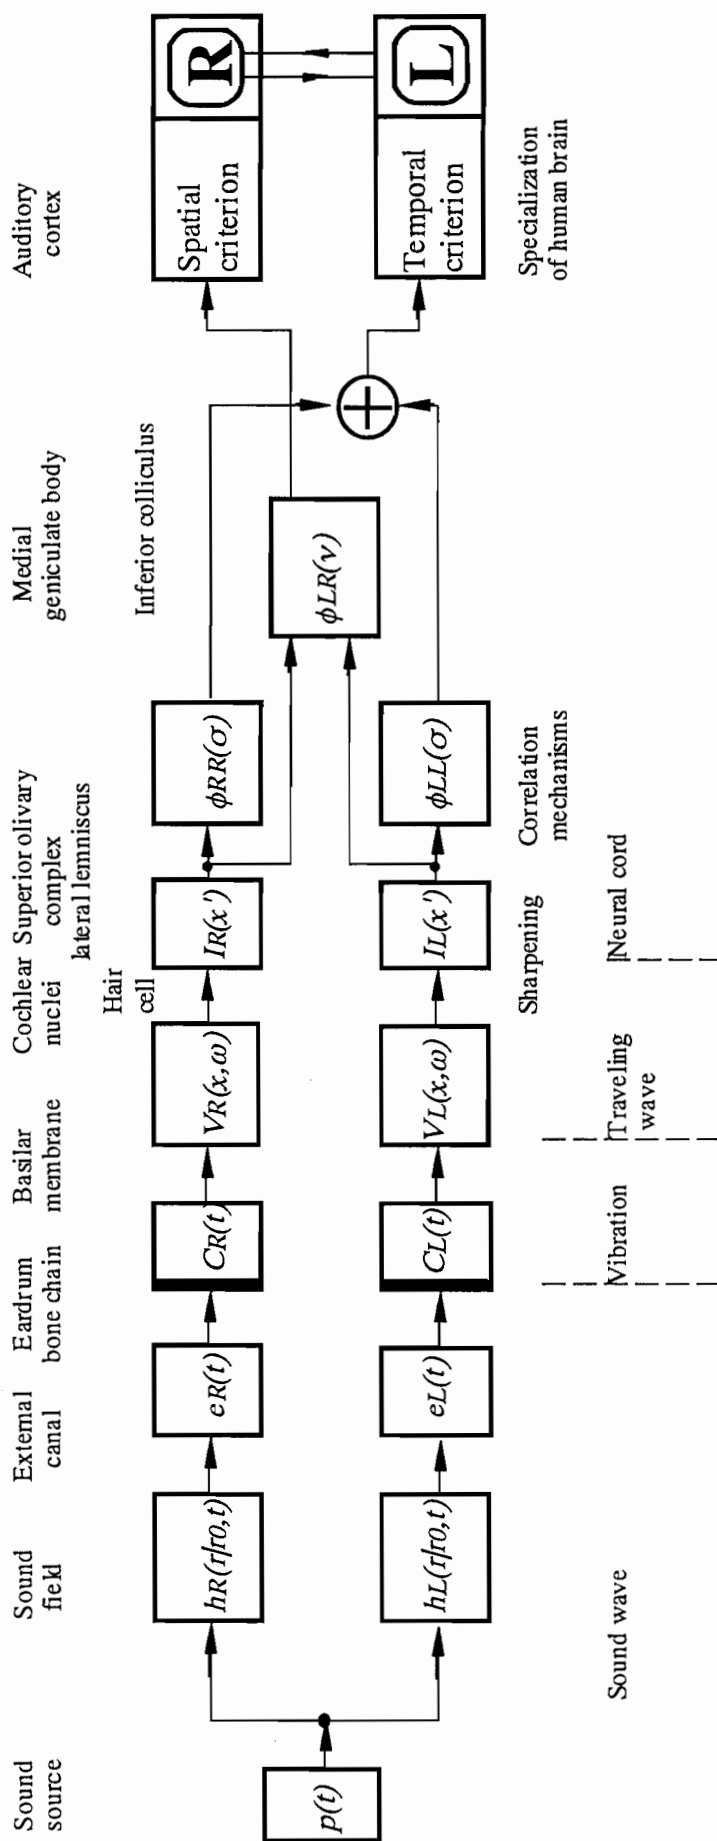 Sound
source
Sound
field
External
canal
Eardrum
bone chain
Basilar
membrane
Cochlear
nuclei
Superior olivary
complex
lateral lemniscus
Medial
geniculate body
Auditory
cortex
Hair
cell
Inferior colliculus
p(t)
hR(r/r0,t)
eR(t)
CR(t)
VR(x,ω)
IR(x')
ϕRR(σ)
Spatial
criterion
R
ϕLR(ν)
hL(r/r0,t)
eL(t)
CL(t)
VL(x,ω)
IL(x')
ϕLL(σ)
Temporal
criterion
L
Sharpening
Correlation
mechanisms
Specialization
of human brain
Sound wave
Vibration
Traveling
wave
Neural cord